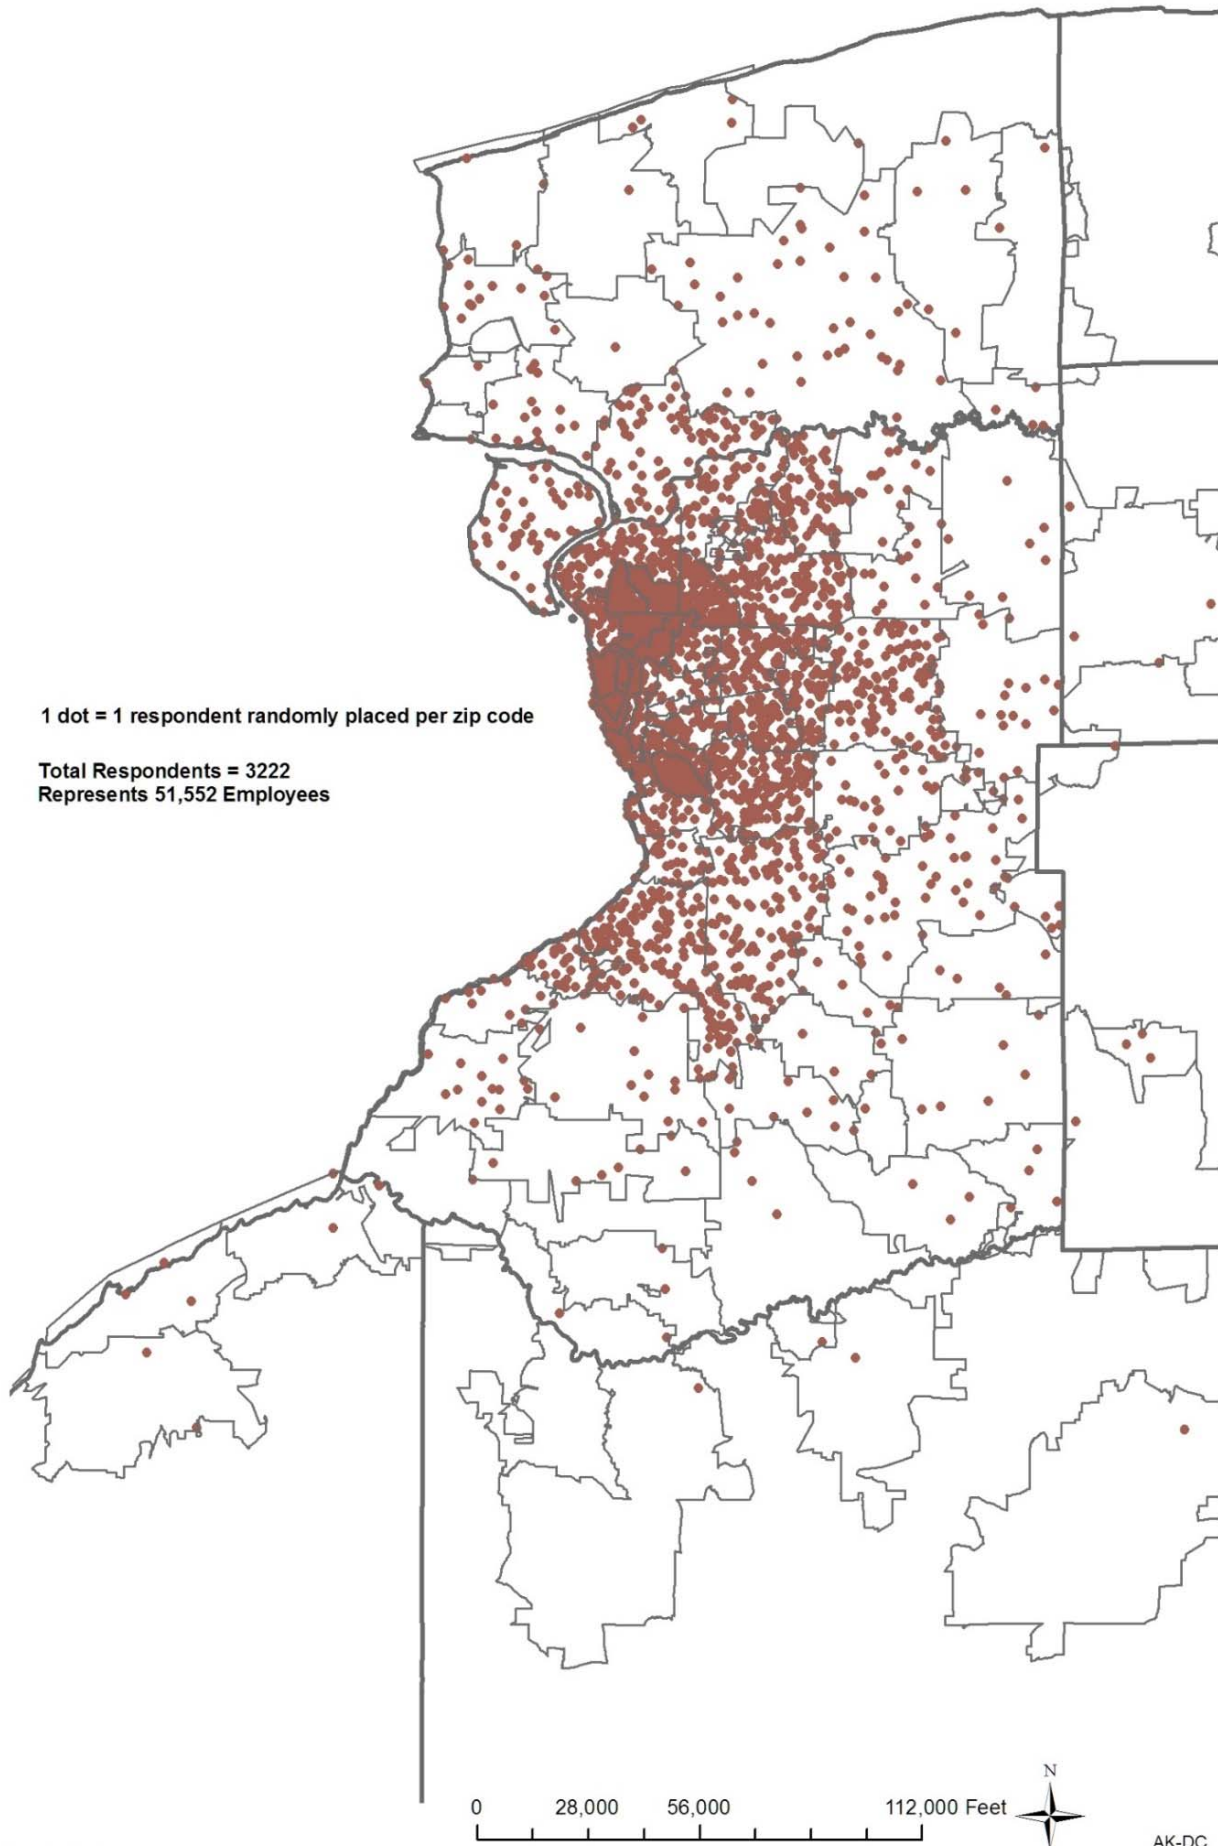 1 dot = 1 respondent randomly placed per zip code
Total Respondents = 3222
Represents 51,552 Employees
N
0 28,000 56,000 112,000 Feet
AK-DC